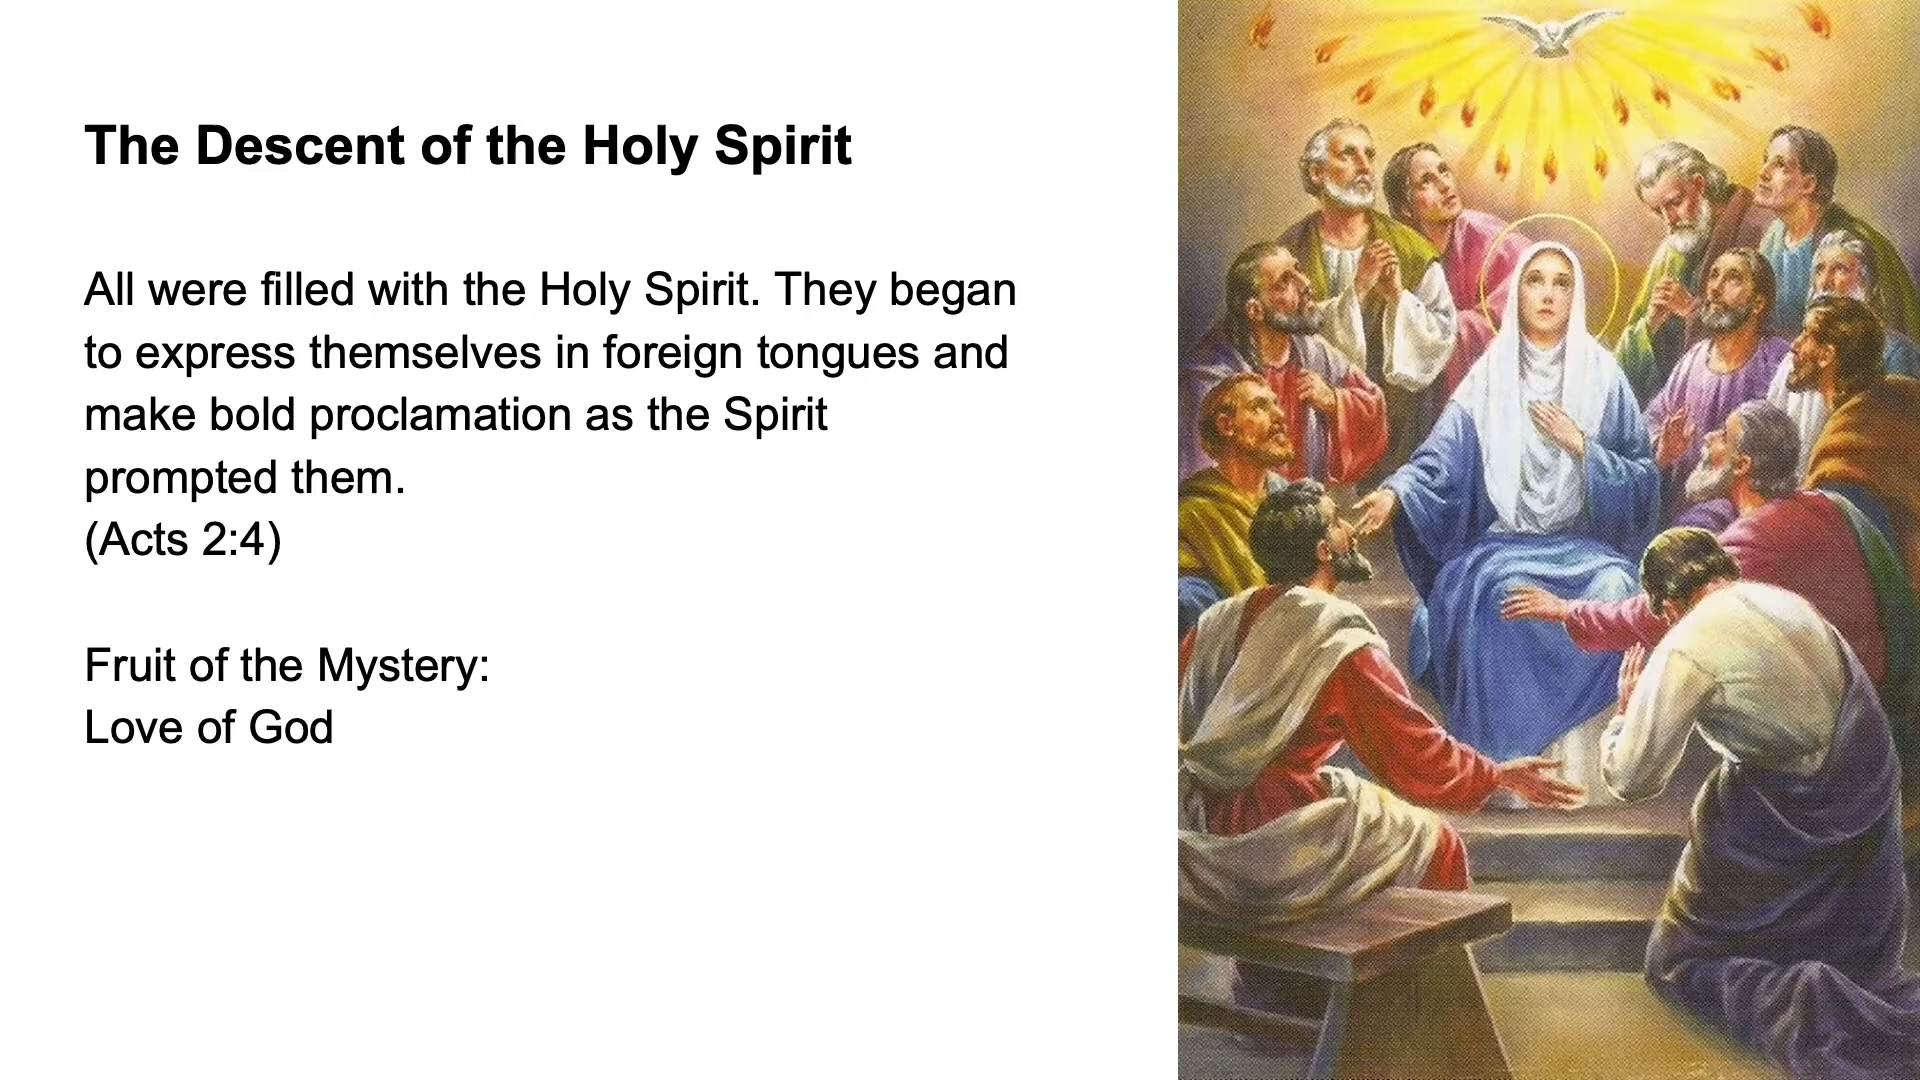 The Descent of the Holy Spirit
All were filled with the Holy Spirit. They began
to express themselves in foreign tongues and
make bold proclamation as the Spirit
prompted them.
(Acts 2:4)
Fruit of the Mystery:
Love of God